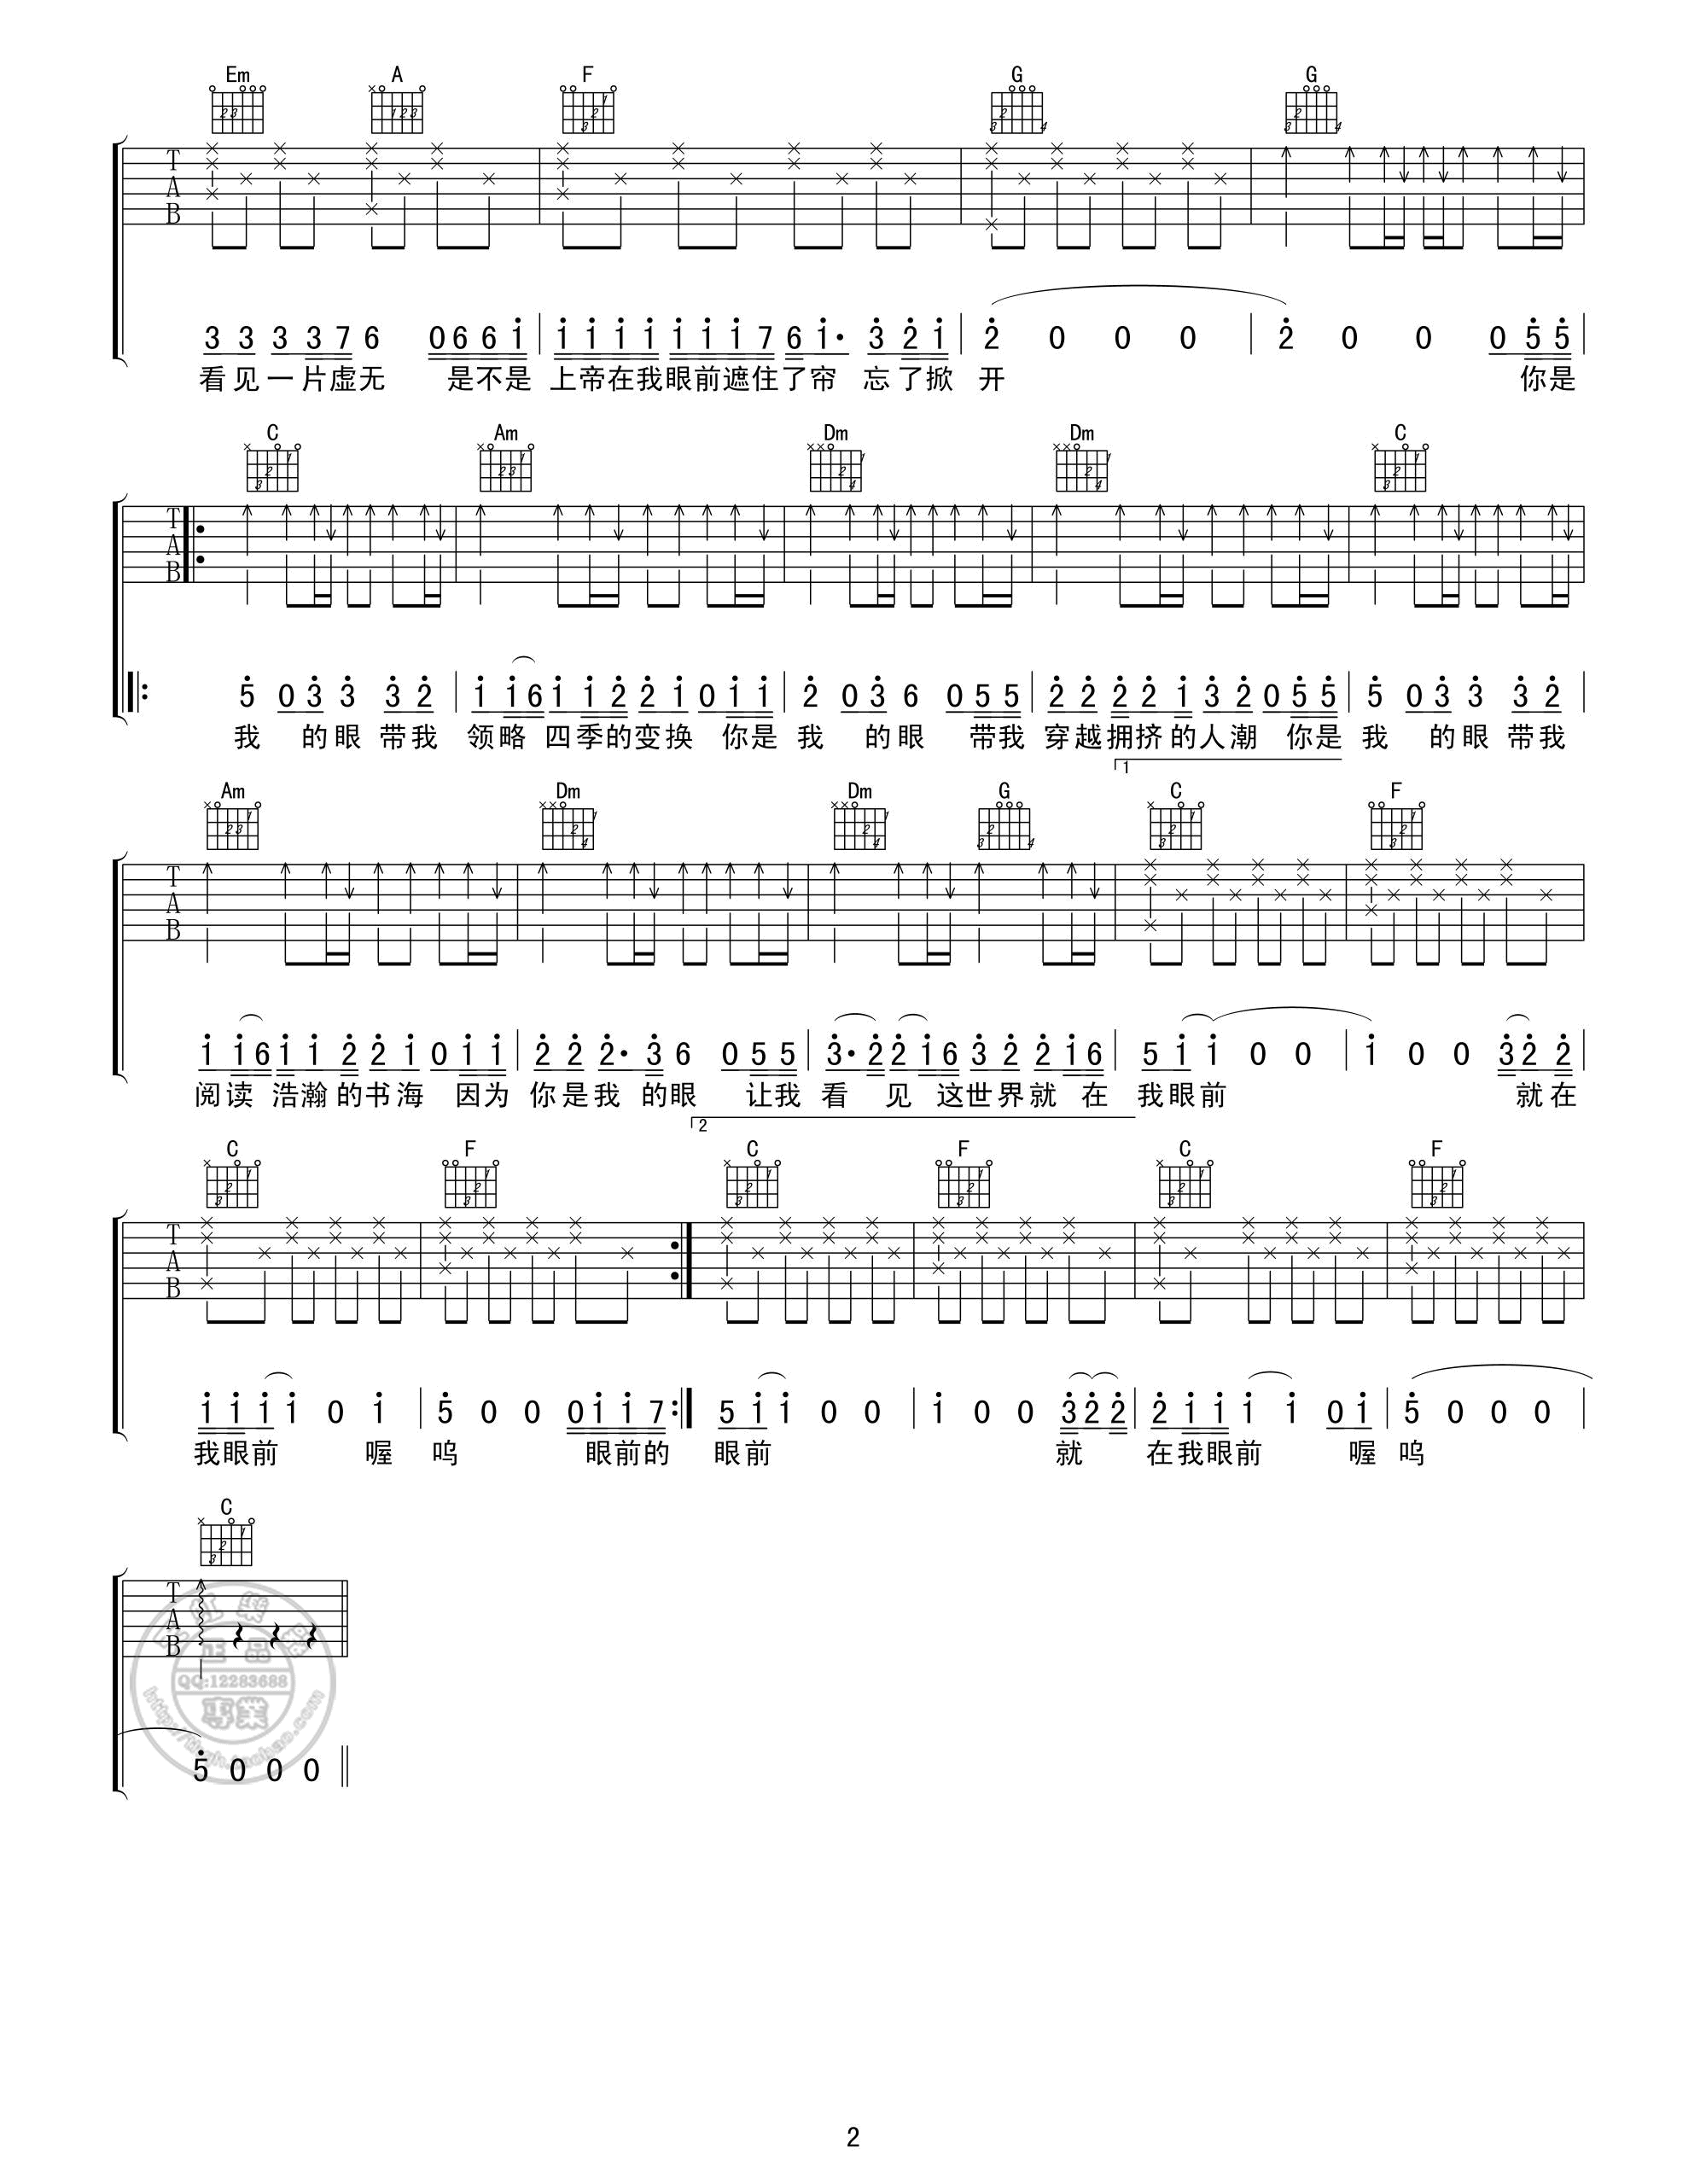 Em A F G G
T A B
3 3 3 3 7 6 0 6 6 1 1 1 1 1 1 1 1 7 6 1· 3 2 1 2 0 0 0 2 0 0 0 5 5
看见一片虚无 是不是 上帝在我眼前遮住了帘 忘了掀 开 你是
C Am Dm Dm C
T A B
5 0 3 3 3 2 1 1 6 1 1 2 2 1 0 1 1 2 0 3 6 0 5 5 2 2 2 2 1 3 2 0 5 5 5 0 3 3 3 2
我 的眼 带我 领略 四季的变换 你是 我 的眼 带我 穿越拥挤的人潮 你是 我 的眼 带我
1
Am Dm Dm G C F
T A B
1 1 6 1 1 2 2 1 0 1 1 2 2 2· 3 6 0 5 5 3· 2 2 1 6 3 2 2 1 6 5 1 1 0 0 1 0 0 3 2 2
阅读 浩瀚的书海 因为 你是我 的眼 让我 看 见 这世界就 在 我眼前 就在
2
C F C F C F
T A B
1 1 1 1 0 1 5 0 0 0 1 1 7 5 1 1 0 0 1 0 0 3 2 2 2 1 1 1 1 0 1 5 0 0 0
我眼前 喔 呜 眼前的 眼前 就 在我眼前 喔 呜
C
T A B
正品
QQ:12283688
專業
5 0 0 0
2